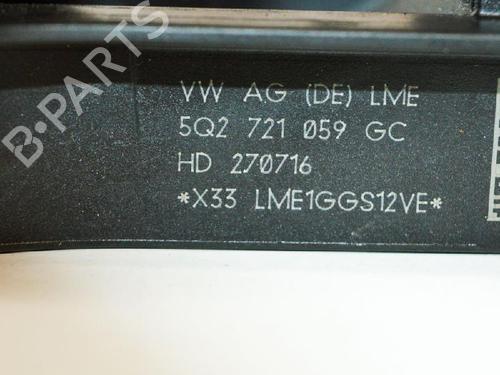 VW AG (DE) LME
5Q2 721 059 GC
HD 270716
*X33 LME1GGS12VE*
B-PARTS